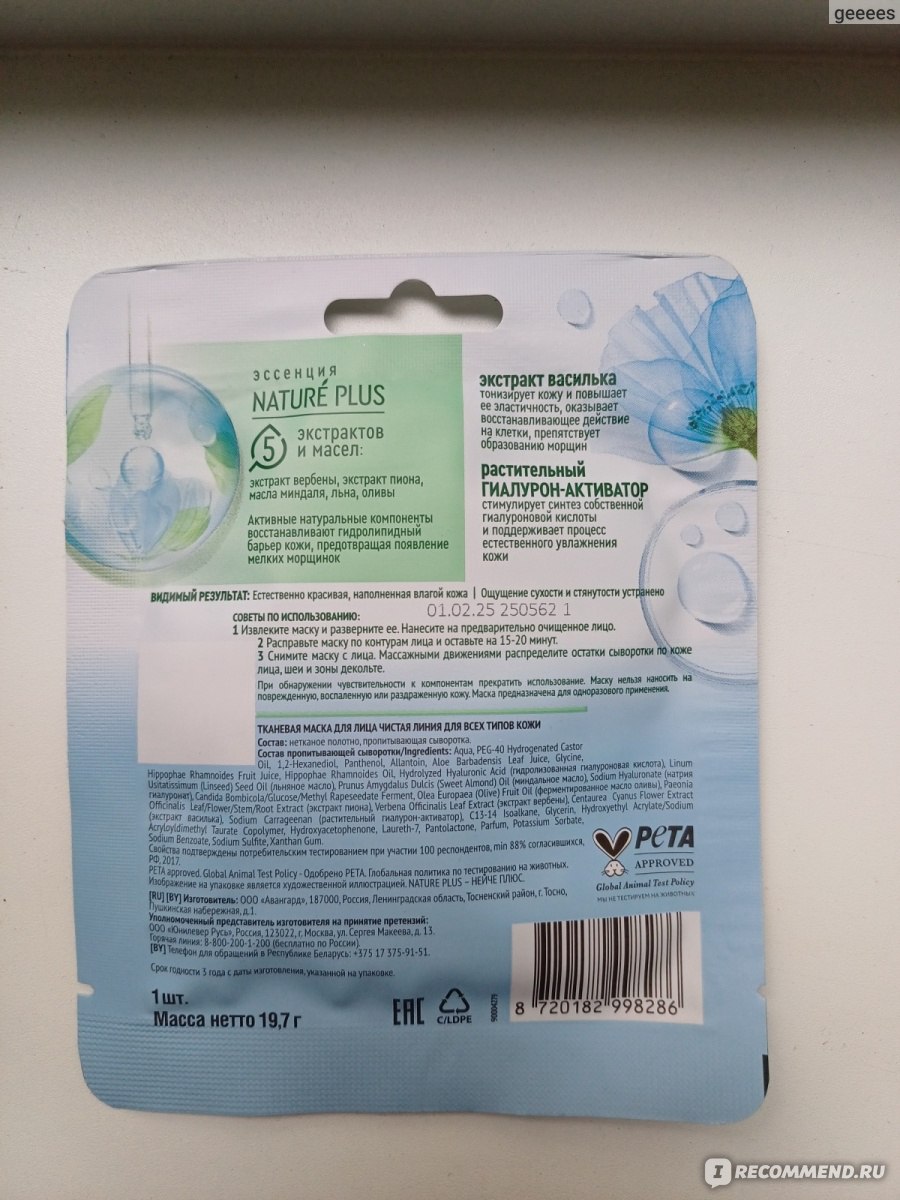 geeees
эссенция
NATURÉ PLUS
5 экстрактов
и масел:
экстракт вербены, экстракт пиона,
масла миндаля, льна, оливы
Активные натуральные компоненты
восстанавливают гидролипидный
барьер кожи, предотвращая появление
мелких морщинок
экстракт василька
тонизирует кожу и повышает
ее эластичность, оказывает
восстанавливающее действие
на клетки, препятствует
образованию морщин
растительный
ГИАЛУРОН-АКТИВАТОР
стимулирует синтез собственной
гиалуроновой кислоты
и поддерживает процесс
естественного увлажнения
кожи
ВИДИМЫЙ РЕЗУЛЬТАТ: Естественно красивая, наполненная влагой кожа | Ощущение сухости и стянутости устранено
01.02.25 250562 1
СОВЕТЫ ПО ИСПОЛЬЗОВАНИЮ:
1 Извлеките маску и разверните ее. Нанесите на предварительно очищенное лицо.
2 Расправьте маску по контурам лица и оставьте на 15-20 минут.
3 Снимите маску с лица. Массажными движениями распределите остатки сыворотки по коже
лица, шеи и зоны декольте.
При обнаружении чувствительности к компонентам прекратить использование. Маску нельзя наносить на
поврежденную, воспаленную или раздраженную кожу. Маска предназначена для одноразового применения.
ТКАНЕВАЯ МАСКА ДЛЯ ЛИЦА ЧИСТАЯ ЛИНИЯ ДЛЯ ВСЕХ ТИПОВ КОЖИ
Состав: нетканое полотно, пропитывающая сыворотка.
Состав пропитывающей сыворотки/Ingredients: Aqua, PEG-40 Hydrogenated Castor
Oil, 1,2-Hexanediol, Panthenol, Allantoin, Aloe Barbadensis Leaf Juice, Glycine,
Hippophae Rhamnoides Fruit Juice, Hippophae Rhamnoides Oil, Hydrolyzed Hyaluronic Acid (гидролизованная гиалуроновая кислота), Linum
Usitatissimum (Linseed) Seed Oil (льняное масло), Prunus Amygdalus Dulcis (Sweet Almond) Oil (миндальное масло), Sodium Hyaluronate (натрия
гиалуронат), Candida Bombicola/Glucose/Methyl Rapeseedate Ferment, Olea Europaea (Olive) Fruit Oil (ферментированное масло оливы), Paeonia
Officinalis Leaf/Flower/Stem/Root Extract (экстракт пиона), Verbena Officinalis Leaf Extract (экстракт вербены), Centaurea Cyanus Flower Extract
(экстракт василька), Sodium Carrageenan (растительный гиалурон-активатор), C13-14 Isoalkane, Glycerin, Hydroxyethyl Acrylate/Sodium
Acryloyldimethyl Taurate Copolymer, Hydroxyacetophenone, Laureth-7, Pantolactone, Parfum, Potassium Sorbate,
Sodium Benzoate, Sodium Sulfite, Xanthan Gum.
Свойства подтверждены потребительским тестированием при участии 100 респондентов, min 88% согласившихся,
РФ, 2017.
PETA approved. Global Animal Test Policy - Одобрено PETA. Глобальная политика по тестированию на животных.
Изображение на упаковке является художественной иллюстрацией. NATURE PLUS – НЕЙЧЕ ПЛЮС.
[RU] [BY] Изготовитель: ООО «Авангард», 187000, Россия, Ленинградская область, Тосненский район, г. Тосно,
Пушкинская набережная, д.1.
Уполномоченный представитель изготовителя на принятие претензий:
ООО «Юнилевер Русь», Россия, 123022, г. Москва, ул. Сергея Макеева, д. 13.
Горячая линия: 8-800-200-1-200 (бесплатно по России).
[BY] Телефон для обращений в Республике Беларусь: +375 17 375-91-51.
Срок годности 3 года с даты изготовления, указанной на упаковке.
PETA
APPROVED
Global Animal Test Policy
МЫ НЕ ТЕСТИРУЕМ НА ЖИВОТНЫХ
1 шт.
Масса нетто 19,7 г
EAC
C/LDPE
8 720182 998286
IRECOMMEND.RU